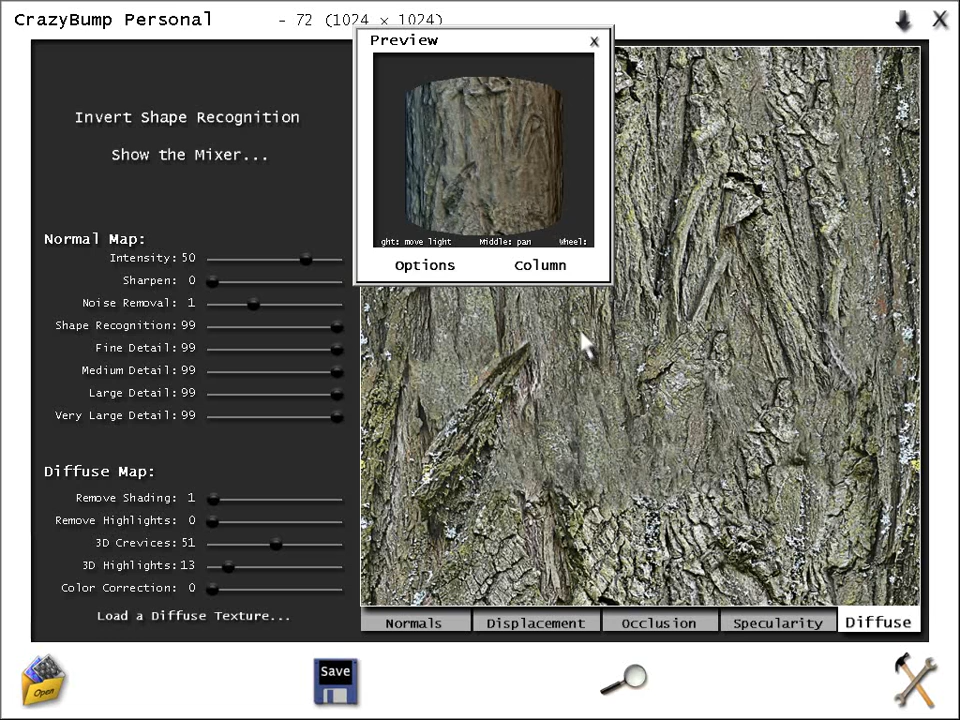 CrazyBump Personal - 72 (1024 × 1024)
Preview
ght: move light Middle: pan Wheel:
Options Column
Invert Shape Recognition
Show the Mixer...
Normal Map:
Intensity: 50
Sharpen: 0
Noise Removal: 1
Shape Recognition: 99
Fine Detail: 99
Medium Detail: 99
Large Detail: 99
Very Large Detail: 99
Diffuse Map:
Remove Shading: 1
Remove Highlights: 0
3D Crevices: 51
3D Highlights: 13
Color Correction: 0
Load a Diffuse Texture...
Normals Displacement Occlusion Specularity Diffuse
Open Save